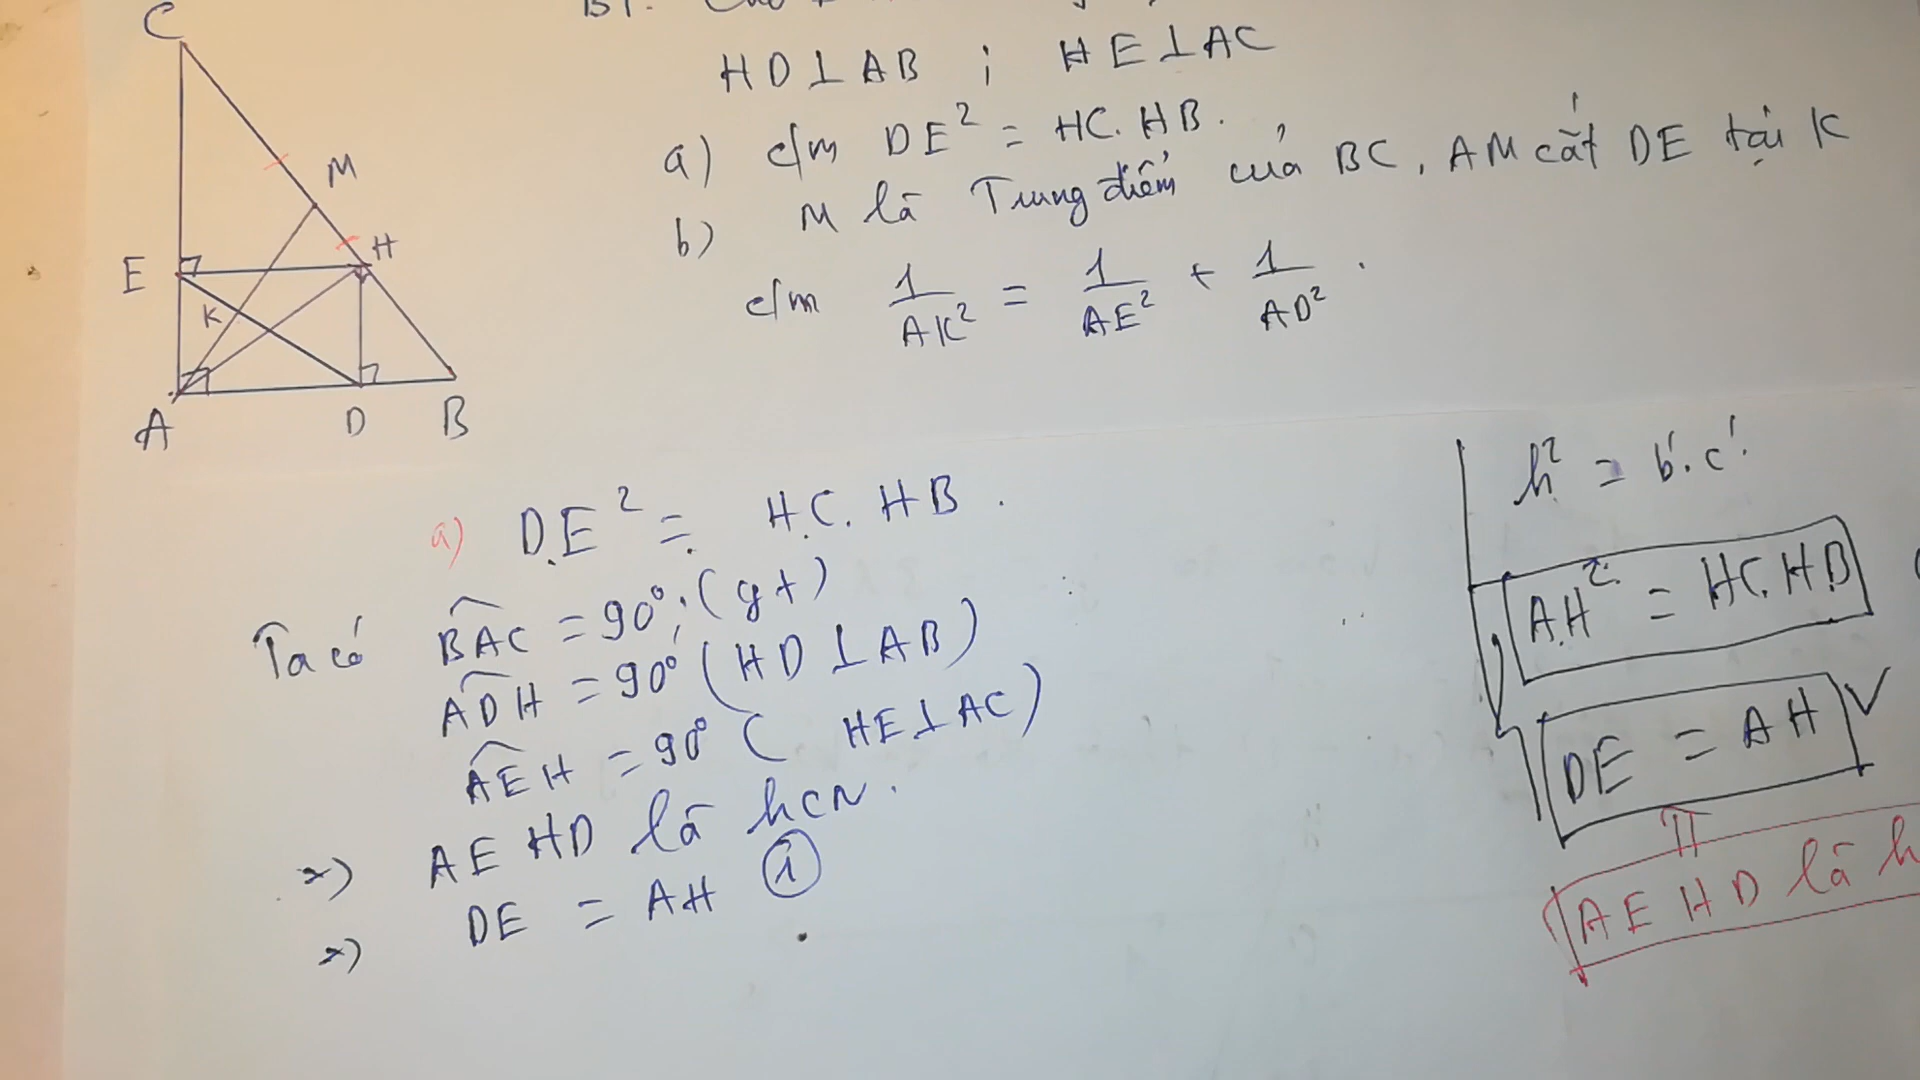 C
M
H
E
K
A D B
B1.
HD ⊥ AB ; HE ⊥ AC
a) c/m DE² = HC. HB.
b) M là Trung điểm của BC, AM cắt DE tại K
c/m 1/AK² = 1/AE² + 1/AD².
a) DE² = HC. HB.
Ta có BAC = 90°; (gt)
ADH = 90° (HD ⊥ AB)
AEH = 90° ( HE ⊥ AC)
=> AEHD là hcn.
=> DE = AH ①
h² = b'.c'.
AH² = HC. HB
DE = AH ✓
⇑
AEHD là h